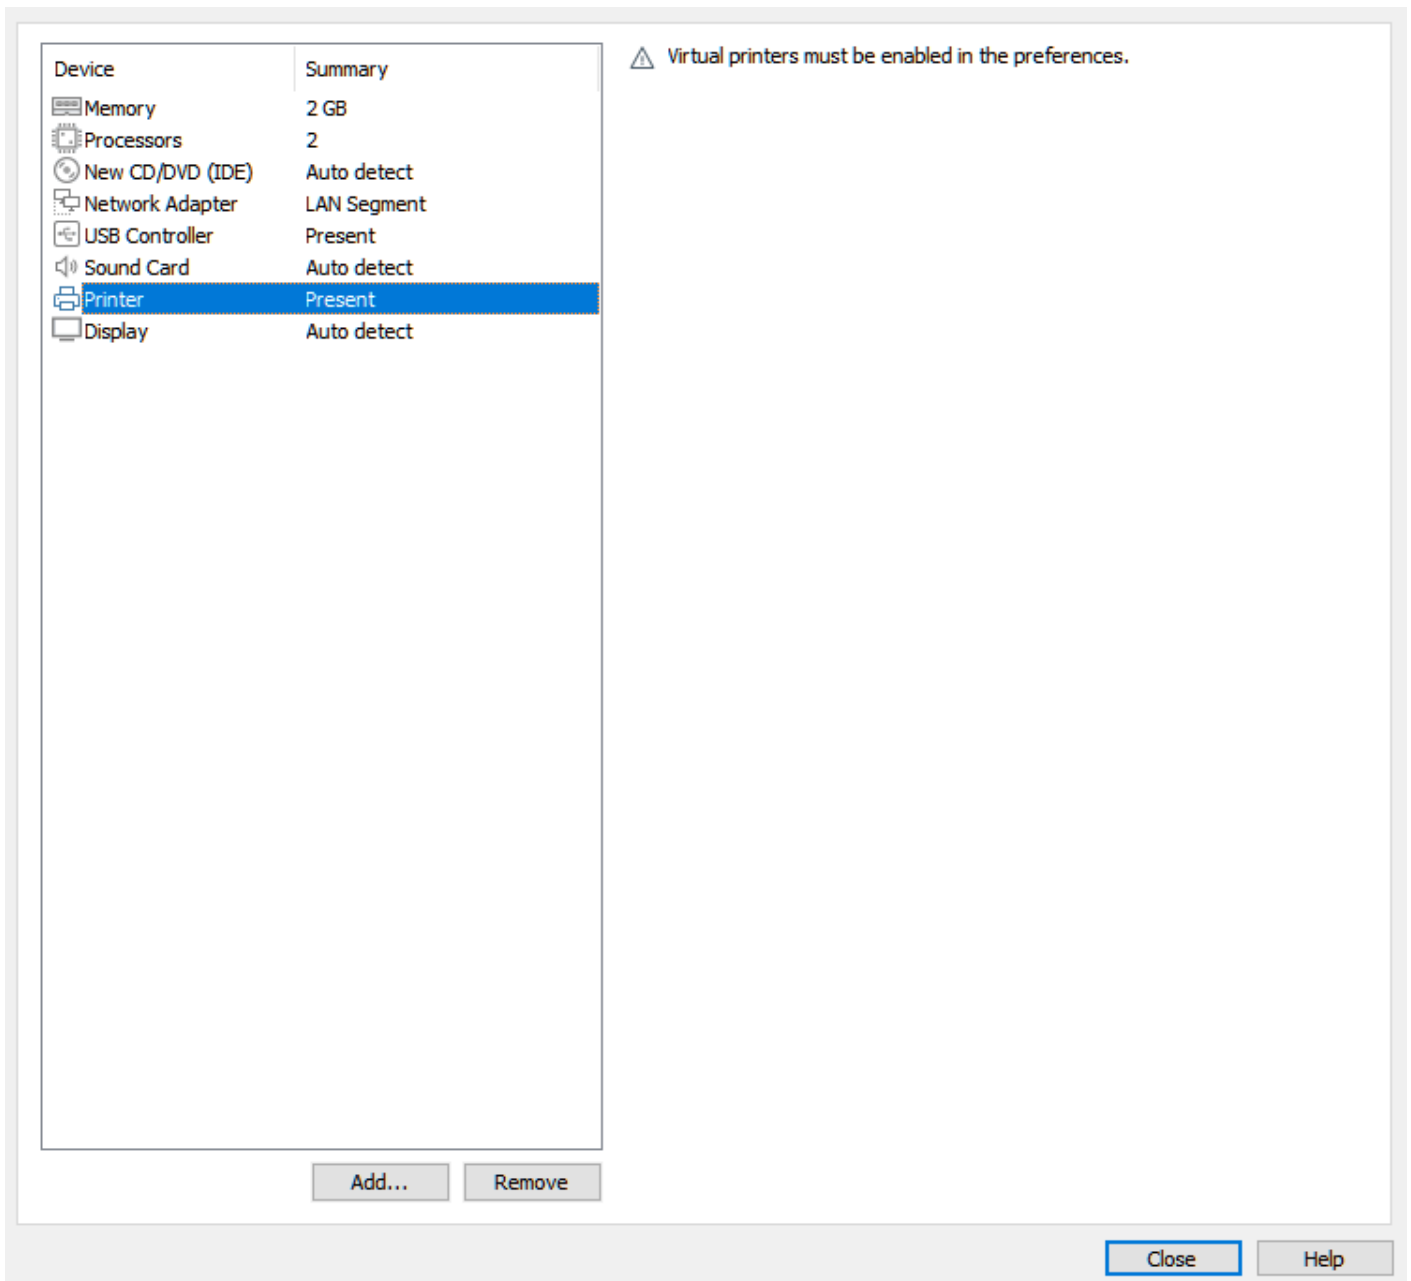 Device Summary
Memory 2 GB
Processors 2
New CD/DVD (IDE) Auto detect
Network Adapter LAN Segment
USB Controller Present
Sound Card Auto detect
Printer Present
Display Auto detect
Add... Remove
Virtual printers must be enabled in the preferences.
Close Help